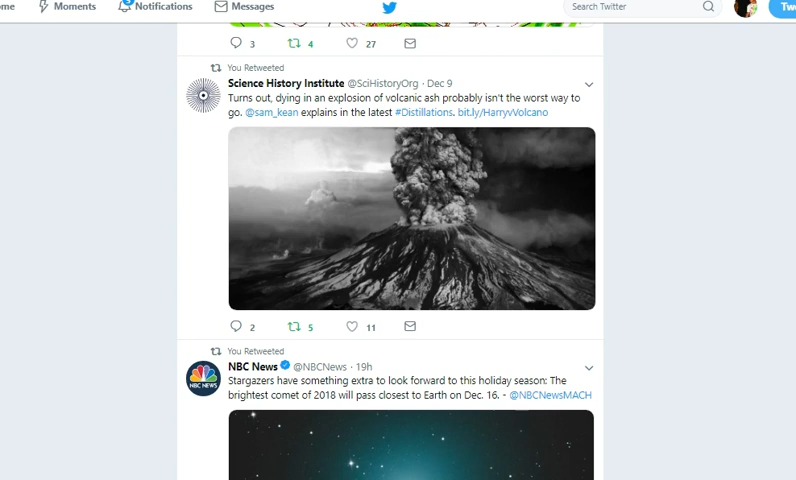 Moments
Notifications
Messages
Search Twitter
3 4 27
You Retweeted
Science History Institute @SciHistoryOrg · Dec 9
Turns out, dying in an explosion of volcanic ash probably isn't the worst way to
go. @sam_kean explains in the latest #Distillations. bit.ly/HarryvVolcano
2 5 11
You Retweeted
NBC News @NBCNews · 19h
NBC NEWS
Stargazers have something extra to look forward to this holiday season: The
brightest comet of 2018 will pass closest to Earth on Dec. 16. - @NBCNewsMACH